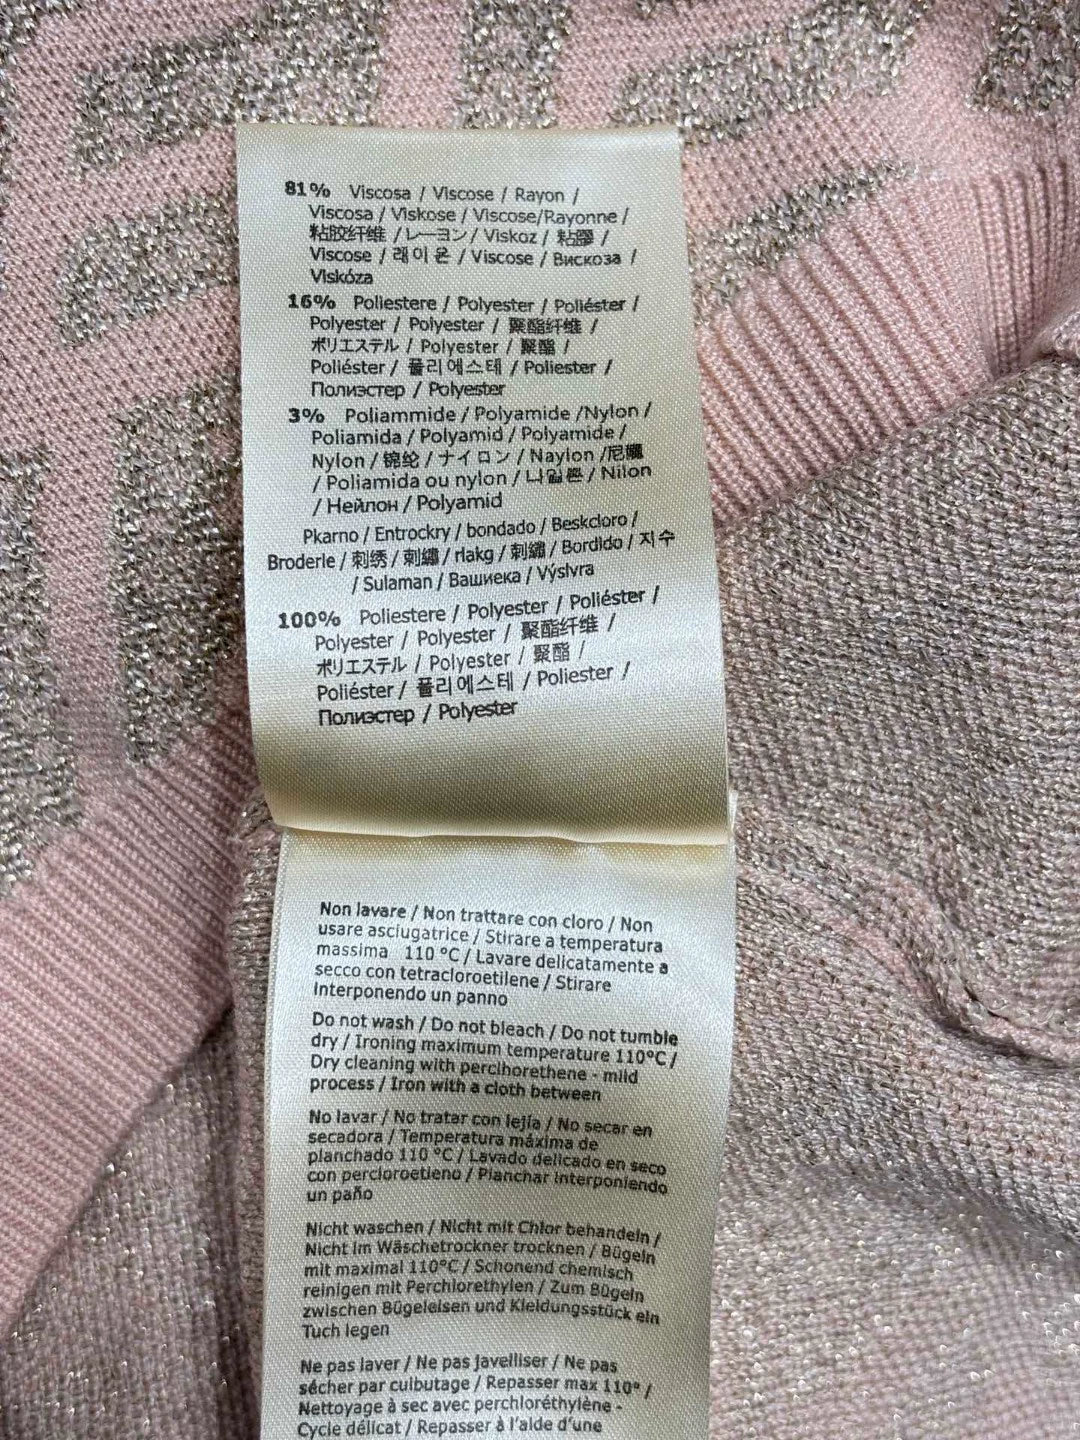 81% Viscosa / Viscose / Rayon /
Viscosa / Viskose / Viscose/Rayonne /
粘胶纤维 / レーヨン / Viskoz / 粘膠 /
Viscose / 레이온 / Viscose / Вискоза /
Viskóza
16% Poliestere / Polyester / Poliéster /
Polyester / Polyester / 聚酯纤维 /
ポリエステル / Polyester / 聚酯 /
Poliéster / 폴리에스테 / Poliester /
Полиэстер / Polyester
3% Poliammide / Polyamide /Nylon /
Poliamida / Polyamid / Polyamide /
Nylon / 锦纶 / ナイロン / Naylon /尼龍
/ Poliamida ou nylon / 나일론 / Nilon
/ Нейлон / Polyamid
Pkarno / Entrockry / bondado / Beskcloro /
Broderle / 刺绣 / 刺繡 / rlakg / 刺繡 / Bordido / 지수
/ Sulaman / Вашиека / Výslvra
100% Poliestere / Polyester / Poliéster /
Polyester / Polyester / 聚酯纤维 /
ポリエステル / Polyester / 聚酯 /
Poliéster / 폴리에스테 / Poliester /
Полиэстер / Polyester
Non lavare / Non trattare con cloro / Non
usare asciugatrice / Stirare a temperatura
massima 110 °C / Lavare delicatamente a
secco con tetracloroetilene / Stirare
interponendo un panno
Do not wash / Do not bleach / Do not tumble
dry / Ironing maximum temperature 110°C /
Dry cleaning with perclhorethene - mild
process / Iron with a cloth between
No lavar / No tratar con lejía / No secar en
secadora / Temperatura máxima de
planchado 110 °C / Lavado delicado en seco
con percloroetleno / Planchar interponiendo
un paño
Nicht waschen / Nicht mit Chlor behandeln /
Nicht im Wäschetrockner trocknen / Bügeln
mit maximal 110°C / Schonend chemisch
reinigen mit Perchlorethylen / Zum Bügeln
zwischen Bügeleisen und Kleidungsstück ein
Tuch legen
Ne pas laver / Ne pas javelliser / Ne pas
sécher par culbutage / Repasser max 110° /
Nettoyage à sec avec perchloréthylène -
Cycle délicat / Repasser à l'aide d'une